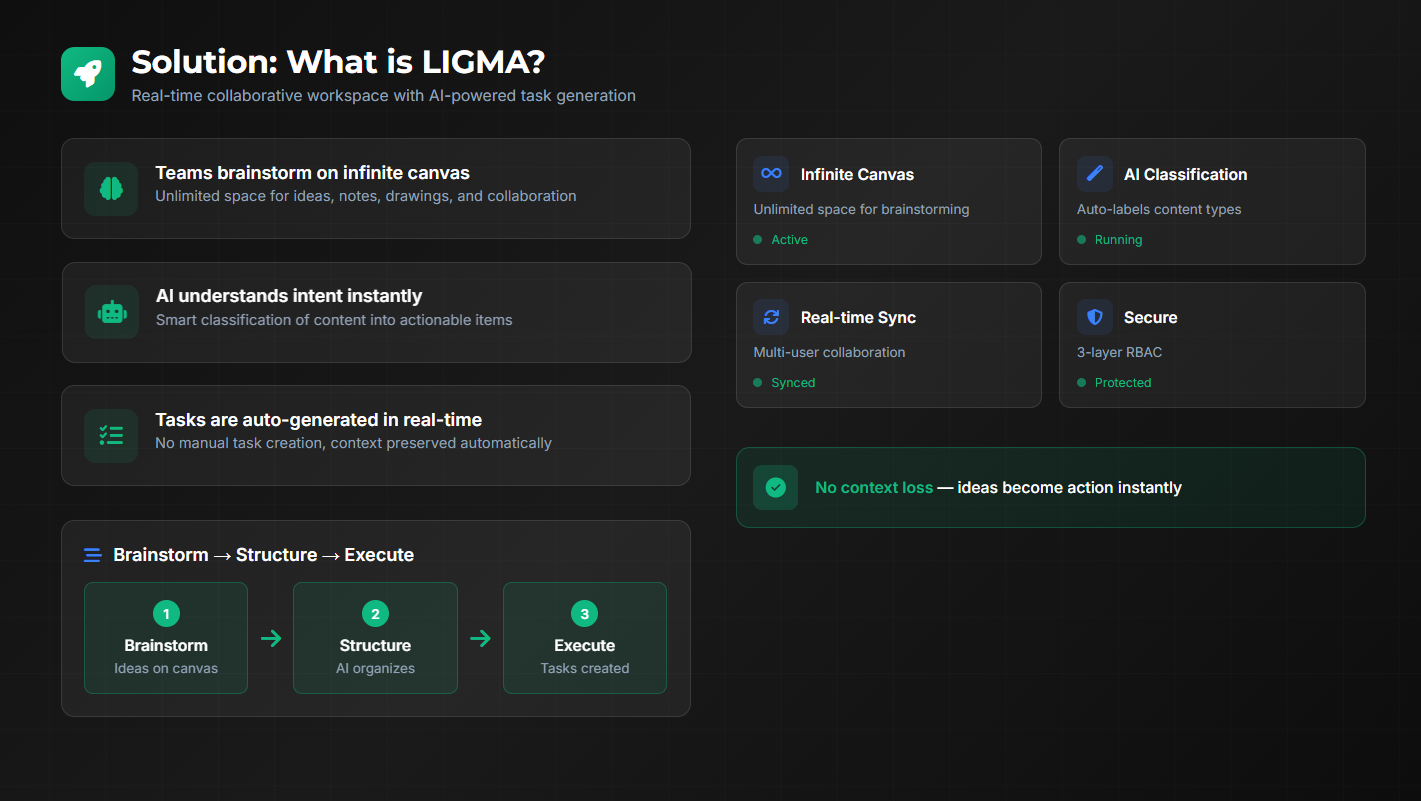 Solution: What is LIGMA?
Real-time collaborative workspace with AI-powered task generation
Teams brainstorm on infinite canvas
Unlimited space for ideas, notes, drawings, and collaboration
AI understands intent instantly
Smart classification of content into actionable items
Tasks are auto-generated in real-time
No manual task creation, context preserved automatically
Brainstorm → Structure → Execute
1
Brainstorm
Ideas on canvas
2
Structure
AI organizes
3
Execute
Tasks created
Infinite Canvas
Unlimited space for brainstorming
Active
AI Classification
Auto-labels content types
Running
Real-time Sync
Multi-user collaboration
Synced
Secure
3-layer RBAC
Protected
No context loss — ideas become action instantly